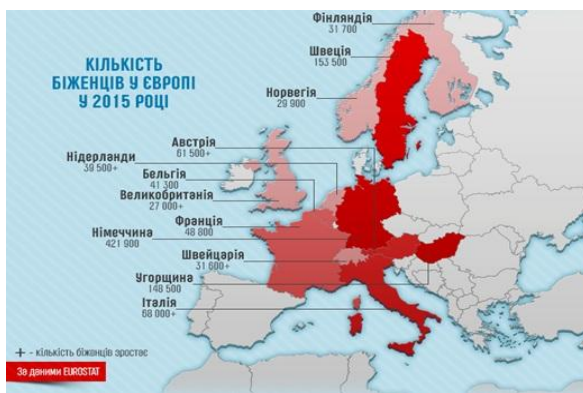 КІЛЬКІСТЬ
БІЖЕНЦІВ У ЄВРОПІ
У 2015 РОЦІ
Фінляндія
31 700
Швеція
153 500
Норвегія
29 900
Австрія
61 500+
Нідерланди
39 500+
Бельгія
41 300
Великобританія
27 000+
Франція
48 800
Німеччина
421 900
Швейцарія
31 600+
Угорщина
148 500
Італія
68 000+
+ - кількість біженців зростає
За даними EUROSTAT